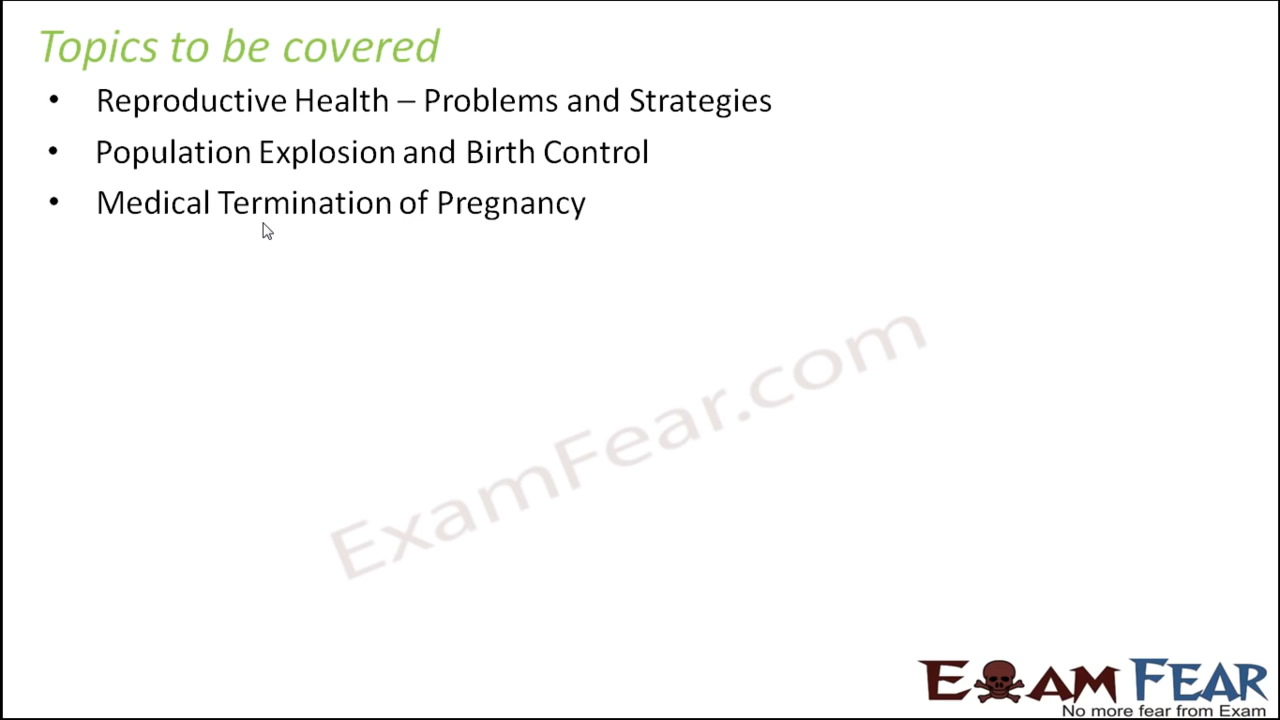 Topics to be covered
• Reproductive Health – Problems and Strategies
• Population Explosion and Birth Control
• Medical Termination of Pregnancy
ExamFear.com
EXAM FEAR
No more fear from Exam